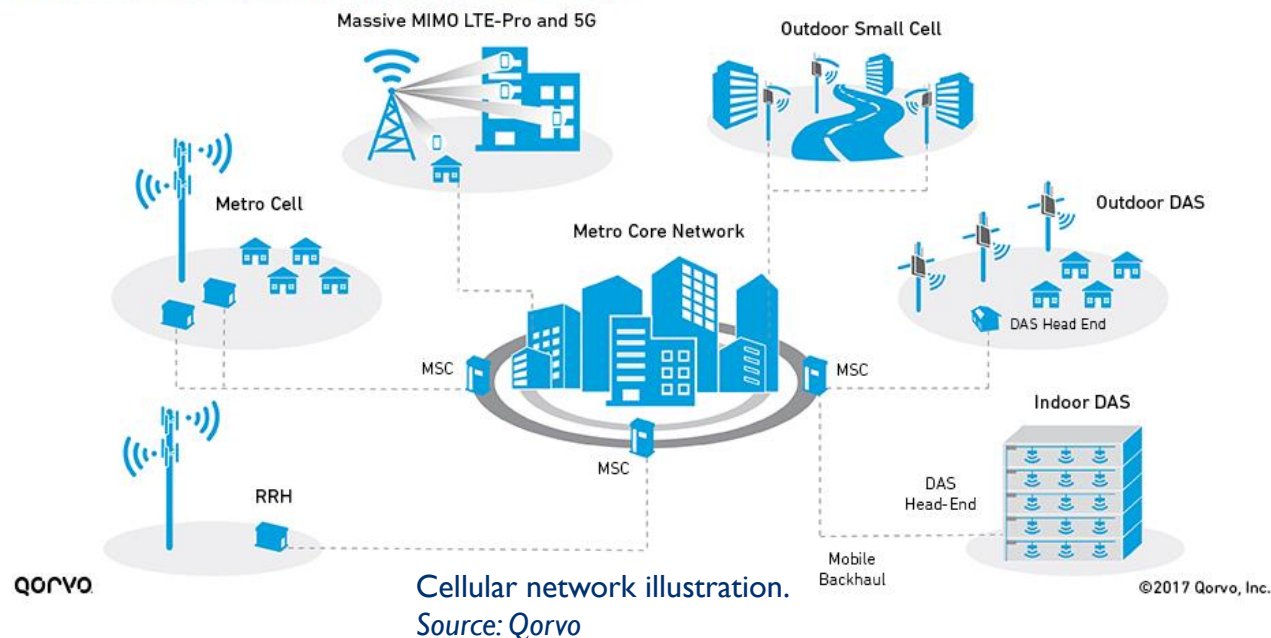 Massive MIMO LTE-Pro and 5G
Outdoor Small Cell
Metro Cell
Metro Core Network
Outdoor DAS
DAS Head End
MSC
MSC
Indoor DAS
MSC
RRH
DAS
Head-End
Mobile
Backhaul
QORVO
©2017 Qorvo, Inc.
Cellular network illustration.
Source: Qorvo